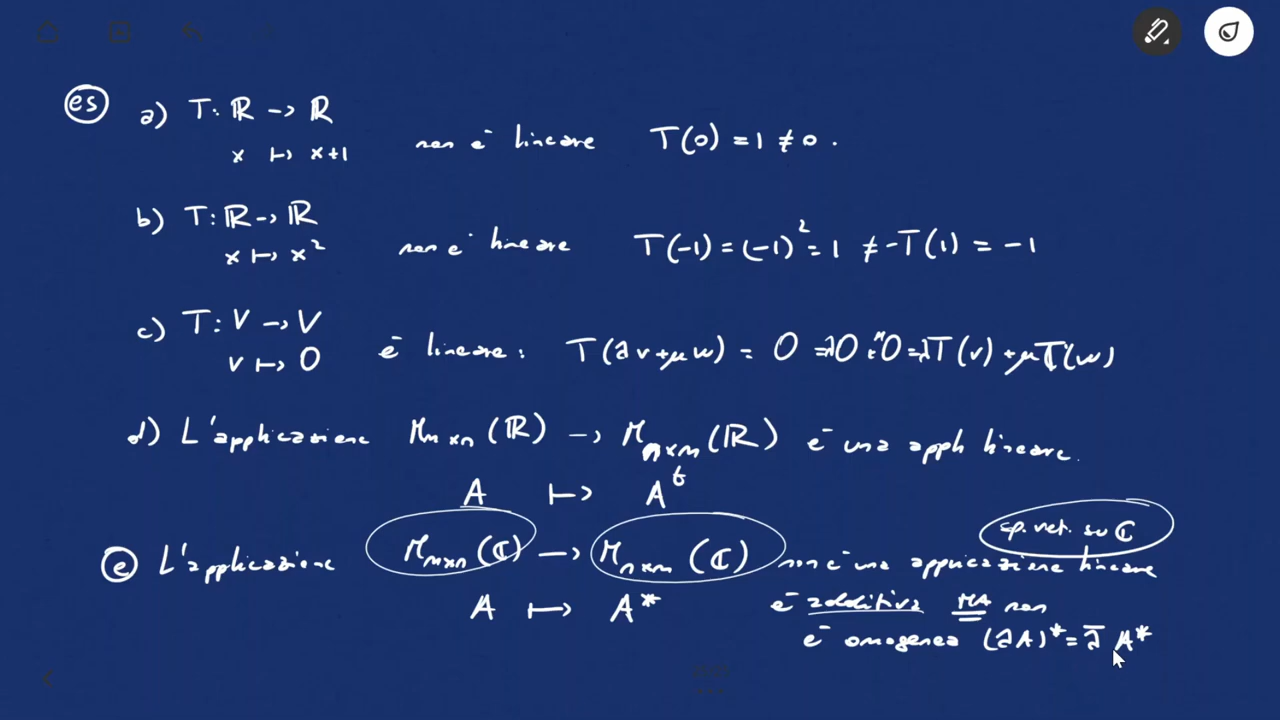 es a) T: ℝ → ℝ
x ↦ x+1 non è lineare T(0) = 1 ≠ 0.
b) T: ℝ → ℝ
x ↦ x² non è lineare T(-1) = (-1)² = 1 ≠ -T(1) = -1
c) T: V → V
v ↦ 0 è lineare: T(λv+μw) = 0 = λ0 + μ0 = λT(v) + μT(w)
d) L'applicazione M_{m×n}(ℝ) → M_{n×m}(ℝ) è una appl lineare.
A ↦ A^t
sp. vet. su ℂ
e) L'applicazione M_{m×n}(ℂ) → M_{n×m}(ℂ) non è una applicazione lineare
A ↦ A* è additiva MA non
è omogenea (λA)* = λ̄ A*